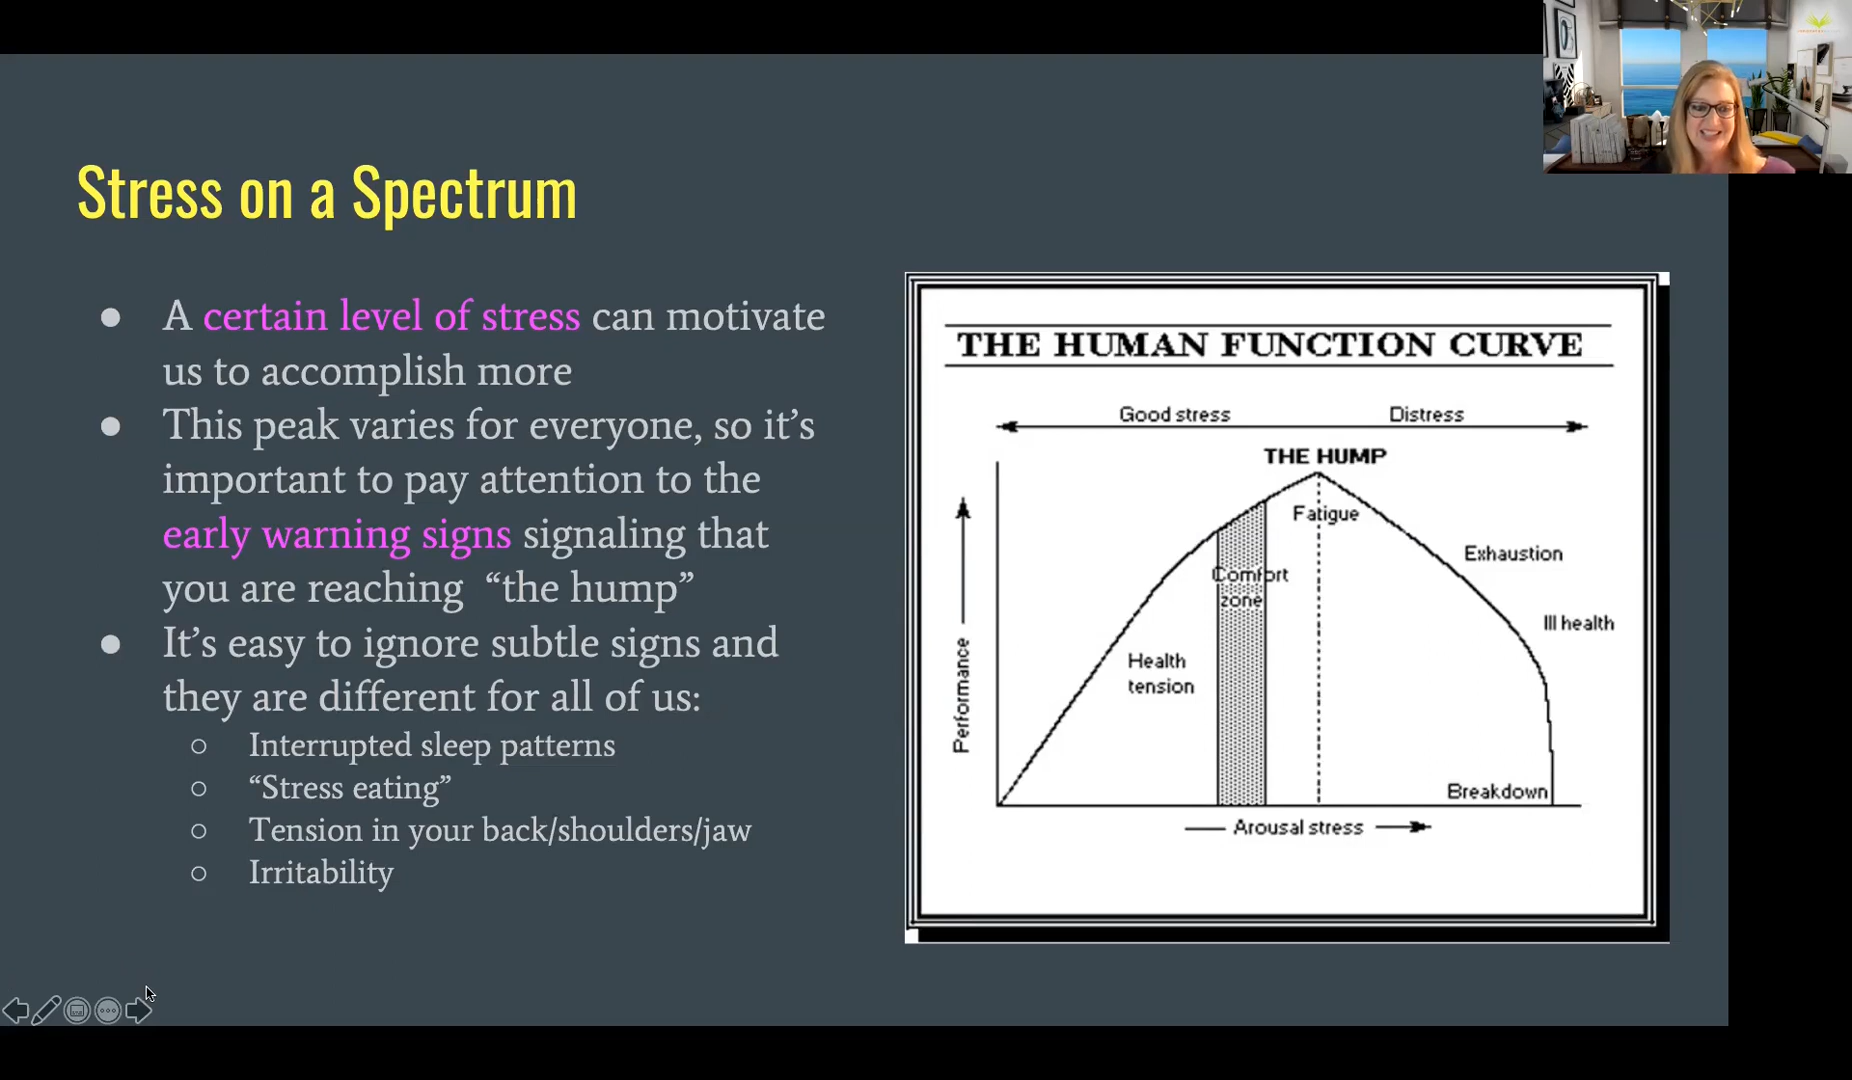 Stress on a Spectrum
● A certain level of stress can motivate
us to accomplish more
● This peak varies for everyone, so it’s
important to pay attention to the
early warning signs signaling that
you are reaching “the hump”
● It’s easy to ignore subtle signs and
they are different for all of us:
○ Interrupted sleep patterns
○ “Stress eating”
○ Tension in your back/shoulders/jaw
○ Irritability
THE HUMAN FUNCTION CURVE
Good stress
Distress
THE HUMP
Fatigue
Exhaustion
Comfort
zone
Ill health
Health
tension
Performance
Breakdown
Arousal stress